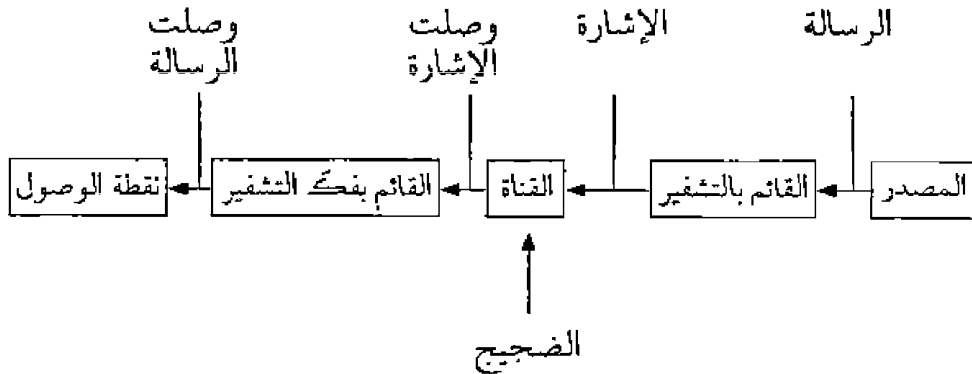 الرسالة
الإشارة
وصلت
الإشارة
وصلت
الرسالة
المصدر
القائم بالتشفير
القناة
القائم بفكّ التشفير
نقطة الوصول
الضجيج